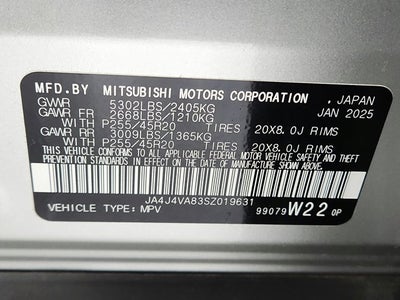 MFD.BY MITSUBISHI MOTORS CORPORATION , JAPAN
GVWR 5302LBS/2405KG JAN 2025
GAWR FR 2668LBS/1210KG
WITH P255/45R20 TIRES 20X8.0J RIMS
GAWR RR 3009LBS/1365KG
WITH P255/45R20 TIRES 20X8.0J RIMS
THIS VEHICLE CONFORMS TO ALL APPLICABLE U.S. FEDERAL MOTOR VEHICLE SAFETY, BUMPER AND THEFT
PREVENTION STANDARDS IN EFFECT ON THE DATE OF MANUFACTURE SHOWN ABOVE.
JA4J4VA83SZ019631
VEHICLE TYPE: MPV 99079 W22 0P